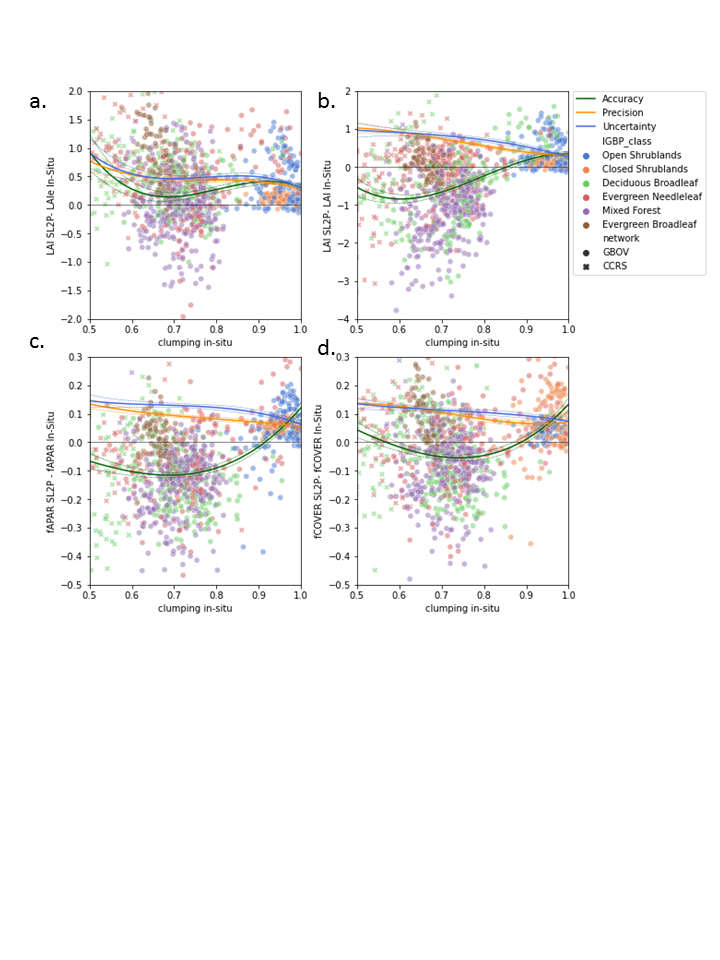 a.
2.0
1.5
1.0
0.5
0.0
−0.5
−1.0
−1.5
−2.0
LAI SL2P- LAIe In-Situ
0.5 0.6 0.7 0.8 0.9 1.0
clumping in-situ
b.
2
1
0
−1
−2
−3
−4
LAI SL2P- LAI In-Situ
0.5 0.6 0.7 0.8 0.9 1.0
clumping in-situ
Accuracy
Precision
Uncertainty
IGBP_class
Open Shrublands
Closed Shrublands
Deciduous Broadleaf
Evergreen Needleleaf
Mixed Forest
Evergreen Broadleaf
network
GBOV
CCRS
c.
0.3
0.2
0.1
0.0
−0.1
−0.2
−0.3
−0.4
−0.5
fAPAR SL2P - fAPAR In-Situ
0.5 0.6 0.7 0.8 0.9 1.0
clumping in-situ
d.
0.3
0.2
0.1
0.0
−0.1
−0.2
−0.3
−0.4
−0.5
fCOVER SL2P- fCOVER In-Situ
0.5 0.6 0.7 0.8 0.9 1.0
clumping in-situ